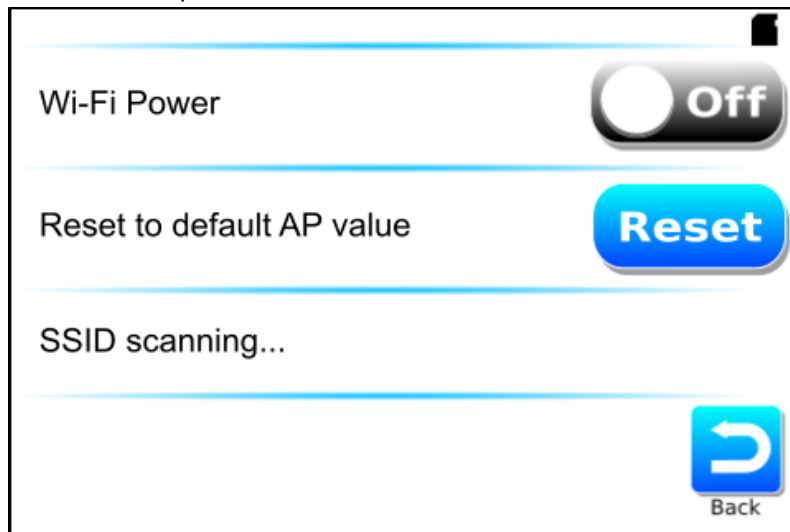 Wi-Fi Power
Off
Reset to default AP value
Reset
SSID scanning...
Back